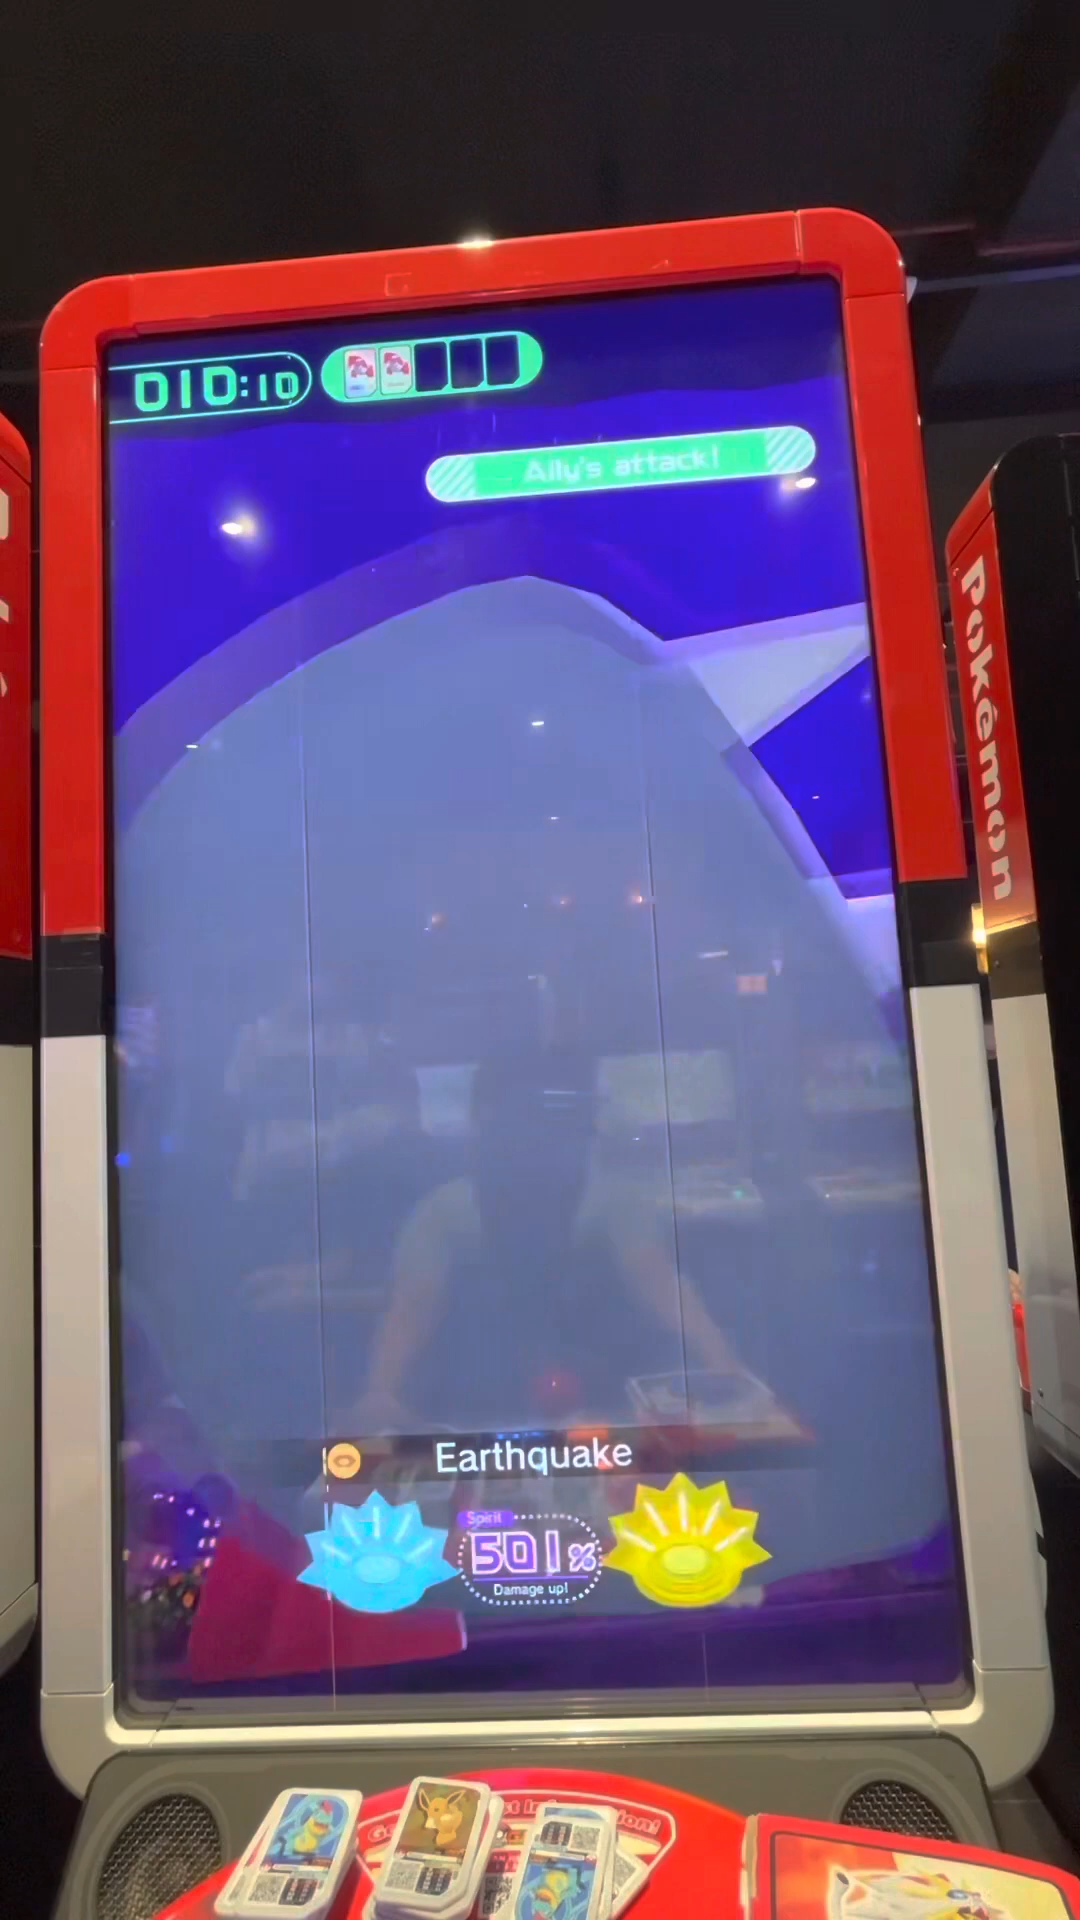 010:10
Ally's attack!
Pokémon
Earthquake
Spirit
501%
Damage up!